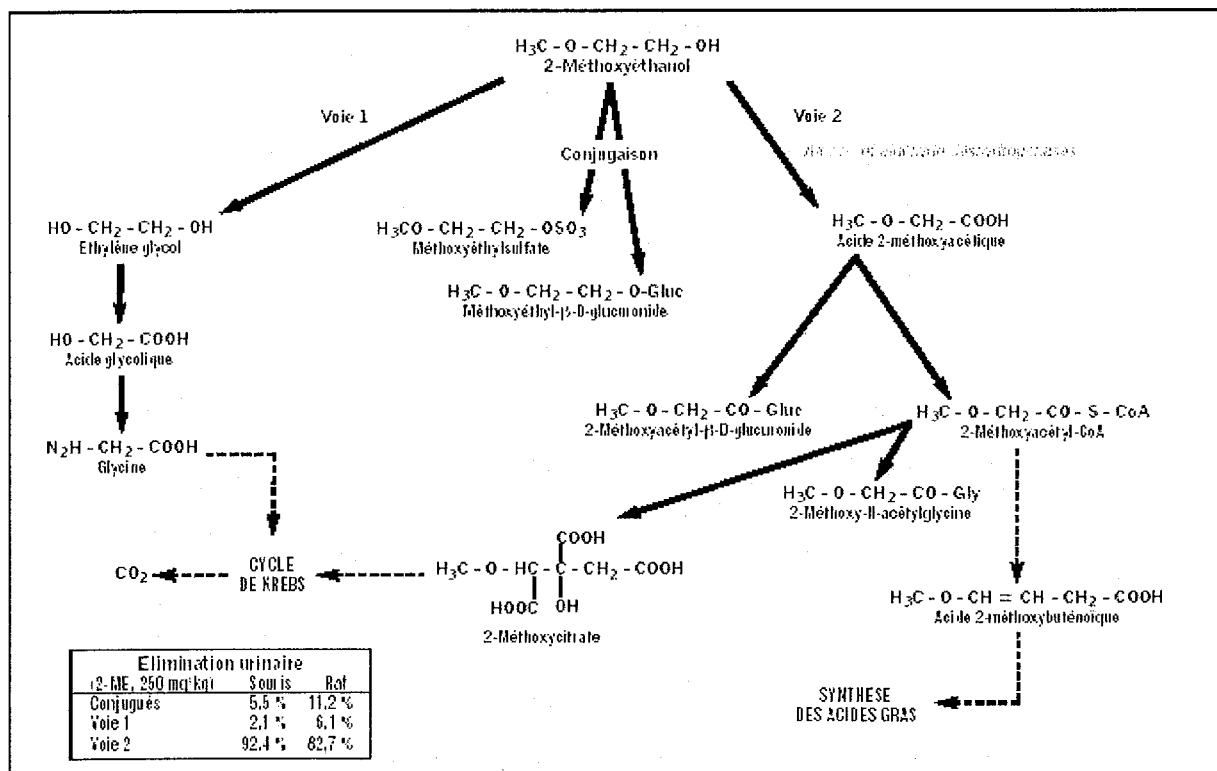 H₃C - O - CH₂ - CH₂ - OH
2-Méthoxyéthanol
Voie 1
Voie 2
Conjugaison
HO - CH₂ - CH₂ - OH
Ethylène glycol
H₃CO - CH₂ - CH₂ - OSO₃
Méthoxyéthylsulfate
H₃C - O - CH₂ - COOH
Acide 2-méthoxyacétique
H₃C - O - CH₂ - CH₂ - O-Gluc
Méthoxyéthyl-β-D-glucuronide
HO - CH₂ - COOH
Acide glycolique
H₃C - O - CH₂ - CO - Gluc
2-Méthoxyacétyl-β-D-glucuronide
H₃C - O - CH₂ - CO - S - CoA
2-Méthoxyacétyl-CoA
N₂H - CH₂ - COOH
Glycine
H₃C - O - CH₂ - CO - Gly
2-Méthoxy-N-acétylglycine
COOH
H₃C - O - HC - C - CH₂ - COOH
HOOC OH
2-Méthoxycitrate
CO₂
CYCLE
DE KREBS
H₃C - O - CH = CH - CH₂ - COOH
Acide 2-méthoxybuténoïque
SYNTHESE
DES ACIDES GRAS
Elimination urinaire
(2-ME, 250 mg/kg) Souris Rat
Conjugués 5,5 % 11,2 %
Voie 1 2,1 % 6,1 %
Voie 2 92,4 % 82,7 %